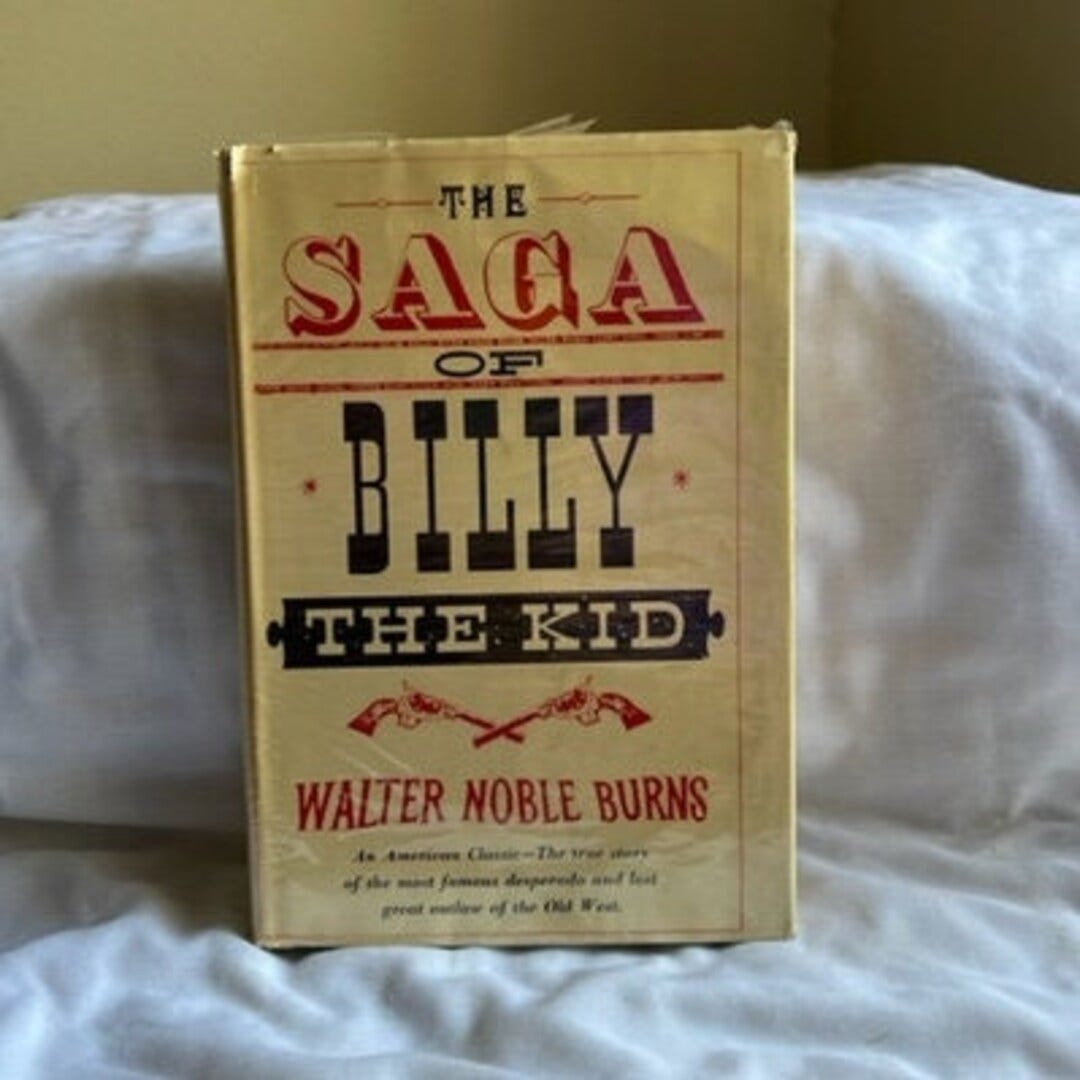 THE
SAGA
OF
BILLY
THE KID
WALTER NOBLE BURNS
An American Classic—The true story
of the most famous desperado and last
great outlaw of the Old West.